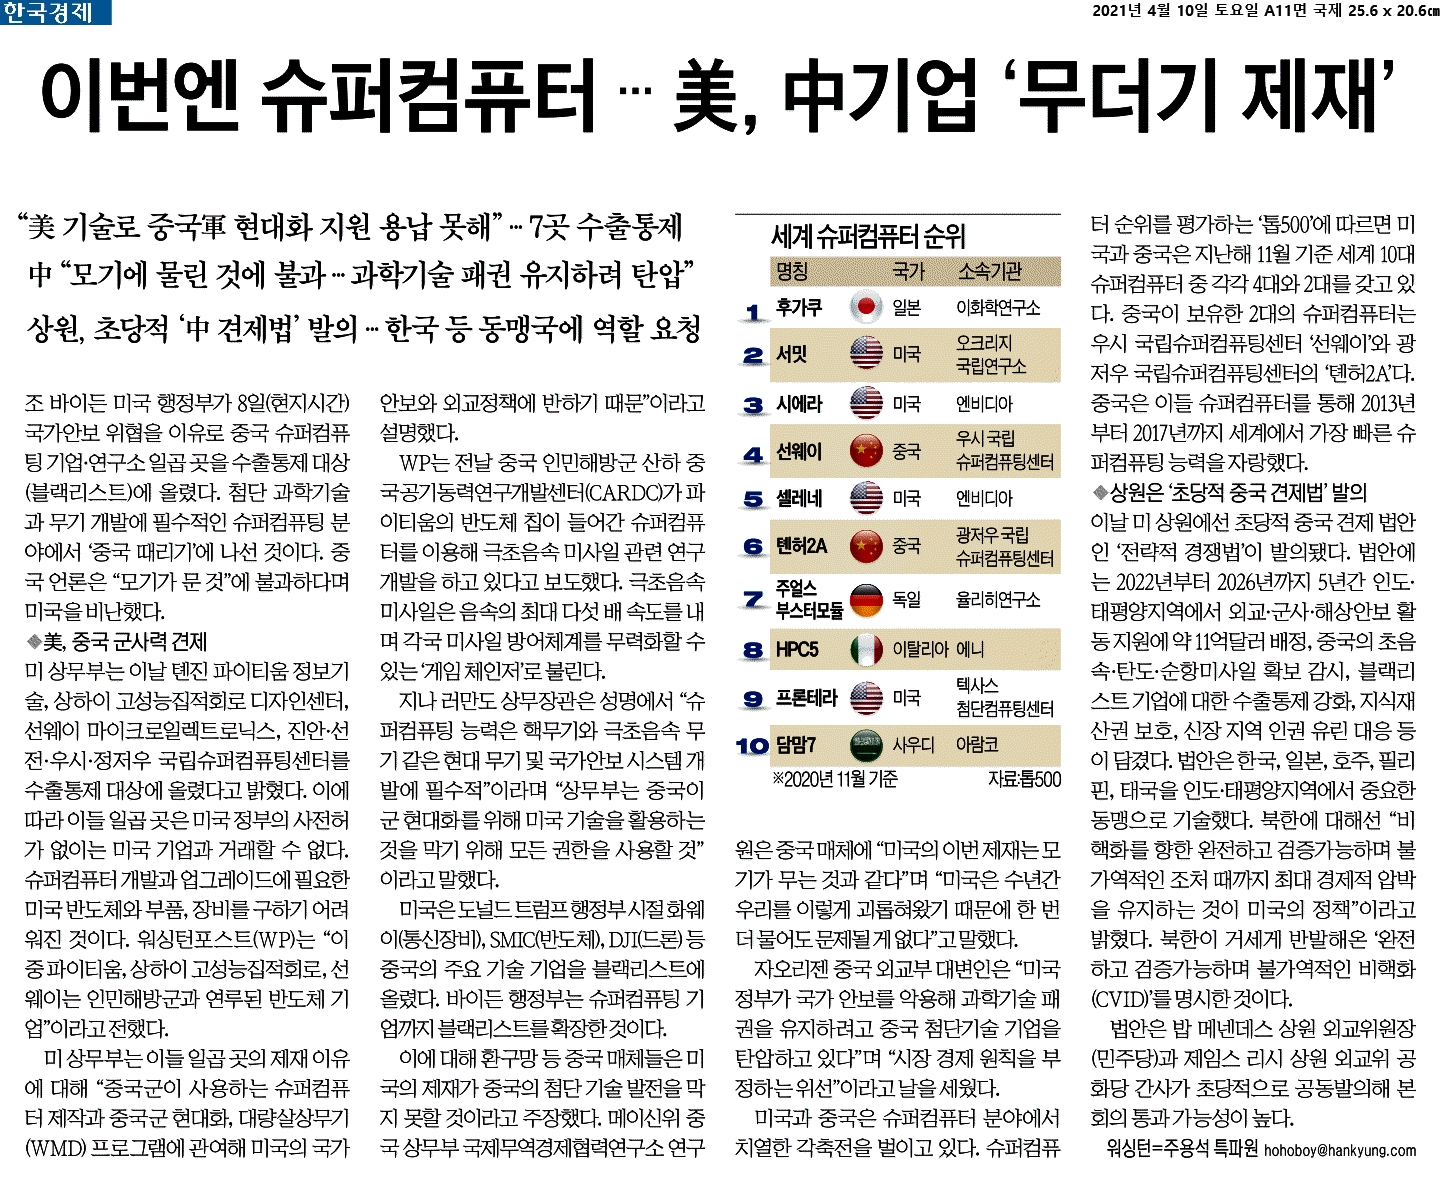 한국경제
2021년 4월 10일 토요일 A11면 국제 25.6 x 20.6㎝
이번엔 슈퍼컴퓨터 … 美, 中기업 ‘무더기 제재’
“美 기술로 중국軍 현대화 지원 용납 못해” … 7곳 수출통제
中 “모기에 물린 것에 불과 … 과학기술 패권 유지하려 탄압”
상원, 초당적 ‘中 견제법’ 발의 … 한국 등 동맹국에 역할 요청
조 바이든 미국 행정부가 8일(현지시간)
국가안보 위협을 이유로 중국 슈퍼컴퓨
팅 기업·연구소 일곱 곳을 수출통제 대상
(블랙리스트)에 올렸다. 첨단 과학기술
과 무기 개발에 필수적인 슈퍼컴퓨팅 분
야에서 ‘중국 때리기’에 나선 것이다. 중
국 언론은 “모기가 문 것”에 불과하다며
미국을 비난했다.
◆美, 중국 군사력 견제
미 상무부는 이날 톈진 파이티움 정보기
술, 상하이 고성능집적회로 디자인센터,
선웨이 마이크로일렉트로닉스, 진안·선
전·우시·정저우 국립슈퍼컴퓨팅센터를
수출통제 대상에 올렸다고 밝혔다. 이에
따라 이들 일곱 곳은 미국 정부의 사전허
가 없이는 미국 기업과 거래할 수 없다.
슈퍼컴퓨터 개발과 업그레이드에 필요한
미국 반도체와 부품, 장비를 구하기 어려
워진 것이다. 워싱턴포스트(WP)는 “이
중 파이티움, 상하이 고성능집적회로, 선
웨이는 인민해방군과 연루된 반도체 기
업”이라고 전했다.
미 상무부는 이들 일곱 곳의 제재 이유
에 대해 “중국군이 사용하는 슈퍼컴퓨
터 제작과 중국군 현대화, 대량살상무기
(WMD) 프로그램에 관여해 미국의 국가
안보와 외교정책에 반하기 때문”이라고
설명했다.
WP는 전날 중국 인민해방군 산하 중
국공기동력연구개발센터(CARDC)가 파
이티움의 반도체 칩이 들어간 슈퍼컴퓨
터를 이용해 극초음속 미사일 관련 연구
개발을 하고 있다고 보도했다. 극초음속
미사일은 음속의 최대 다섯 배 속도를 내
며 각국 미사일 방어체계를 무력화할 수
있는 ‘게임 체인저’로 불린다.
지나 러만도 상무장관은 성명에서 “슈
퍼컴퓨팅 능력은 핵무기와 극초음속 무
기 같은 현대 무기 및 국가안보 시스템 개
발에 필수적”이라며 “상무부는 중국이
군 현대화를 위해 미국 기술을 활용하는
것을 막기 위해 모든 권한을 사용할 것”
이라고 말했다.
미국은 도널드 트럼프 행정부 시절 화웨
이(통신장비), SMIC(반도체), DJI(드론) 등
중국의 주요 기술 기업을 블랙리스트에
올렸다. 바이든 행정부는 슈퍼컴퓨팅 기
업까지 블랙리스트를 확장한 것이다.
이에 대해 환구망 등 중국 매체들은 미
국의 제재가 중국의 첨단 기술 발전을 막
지 못할 것이라고 주장했다. 메이신위 중
국 상무부 국제무역경제협력연구소 연구
세계 슈퍼컴퓨터 순위
명칭 국가 소속기관
1 후가쿠 일본 이화학연구소
2 서밋 미국 오크리지 국립연구소
3 시에라 미국 엔비디아
4 선웨이 중국 우시 국립 슈퍼컴퓨팅센터
5 셀레네 미국 엔비디아
6 톈허2A 중국 광저우 국립 슈퍼컴퓨팅센터
7 주얼스 부스터모듈 독일 율리히연구소
8 HPC5 이탈리아 에니
9 프론테라 미국 텍사스 첨단컴퓨팅센터
10 담맘7 사우디 아람코
※2020년 11월 기준 자료:톱500
원은 중국 매체에 “미국의 이번 제재는 모
기가 무는 것과 같다”며 “미국은 수년간
우리를 이렇게 괴롭혀왔기 때문에 한 번
더 물어도 문제될 게 없다”고 말했다.
자오리젠 중국 외교부 대변인은 “미국
정부가 국가 안보를 악용해 과학기술 패
권을 유지하려고 중국 첨단기술 기업을
탄압하고 있다”며 “시장 경제 원칙을 부
정하는 위선”이라고 날을 세웠다.
미국과 중국은 슈퍼컴퓨터 분야에서
치열한 각축전을 벌이고 있다. 슈퍼컴퓨
터 순위를 평가하는 ‘톱500’에 따르면 미
국과 중국은 지난해 11월 기준 세계 10대
슈퍼컴퓨터 중 각각 4대와 2대를 갖고 있
다. 중국이 보유한 2대의 슈퍼컴퓨터는
우시 국립슈퍼컴퓨팅센터 ‘선웨이’와 광
저우 국립슈퍼컴퓨팅센터의 ‘톈허2A’다.
중국은 이들 슈퍼컴퓨터를 통해 2013년
부터 2017년까지 세계에서 가장 빠른 슈
퍼컴퓨팅 능력을 자랑했다.
◆상원은 ‘초당적 중국 견제법’ 발의
이날 미 상원에선 초당적 중국 견제 법안
인 ‘전략적 경쟁법’이 발의됐다. 법안에
는 2022년부터 2026년까지 5년간 인도·
태평양지역에서 외교·군사·해상안보 활
동 지원에 약 11억달러 배정, 중국의 초음
속·탄도·순항미사일 확보 감시, 블랙리
스트 기업에 대한 수출통제 강화, 지식재
산권 보호, 신장 지역 인권 유린 대응 등
이 담겼다. 법안은 한국, 일본, 호주, 필리
핀, 태국을 인도·태평양지역에서 중요한
동맹으로 기술했다. 북한에 대해선 “비
핵화를 향한 완전하고 검증가능하며 불
가역적인 조처 때까지 최대 경제적 압박
을 유지하는 것이 미국의 정책”이라고
밝혔다. 북한이 거세게 반발해온 ‘완전
하고 검증가능하며 불가역적인 비핵화
(CVID)’를 명시한 것이다.
법안은 밥 메넨데스 상원 외교위원장
(민주당)과 제임스 리시 상원 외교위 공
화당 간사가 초당적으로 공동발의해 본
회의 통과 가능성이 높다.
워싱턴=주용석 특파원 hohoboy@hankyung.com